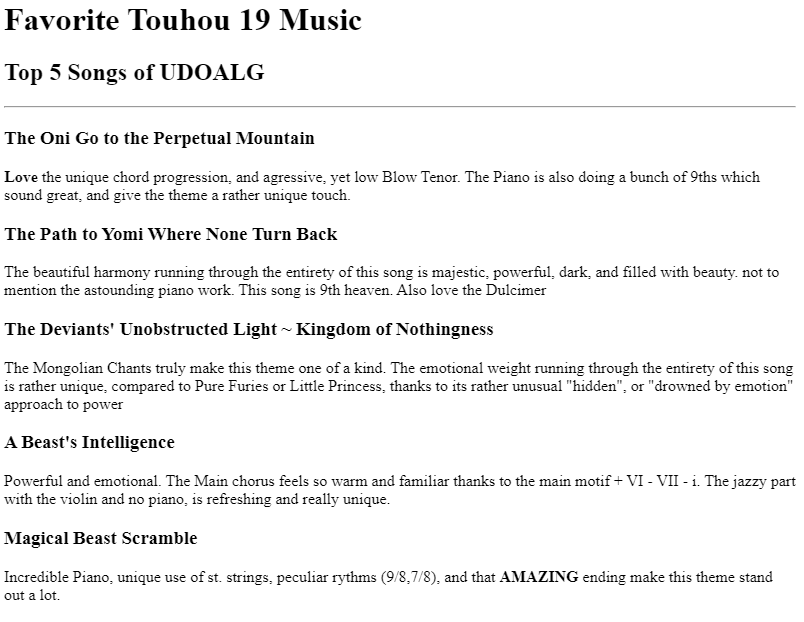 Favorite Touhou 19 Music
Top 5 Songs of UDOALG
The Oni Go to the Perpetual Mountain
Love the unique chord progression, and agressive, yet low Blow Tenor. The Piano is also doing a bunch of 9ths which
sound great, and give the theme a rather unique touch.
The Path to Yomi Where None Turn Back
The beautiful harmony running through the entirety of this song is majestic, powerful, dark, and filled with beauty. not to
mention the astounding piano work. This song is 9th heaven. Also love the Dulcimer
The Deviants' Unobstructed Light ~ Kingdom of Nothingness
The Mongolian Chants truly make this theme one of a kind. The emotional weight running through the entirety of this song
is rather unique, compared to Pure Furies or Little Princess, thanks to its rather unusual "hidden", or "drowned by emotion"
approach to power
A Beast's Intelligence
Powerful and emotional. The Main chorus feels so warm and familiar thanks to the main motif + VI - VII - i. The jazzy part
with the violin and no piano, is refreshing and really unique.
Magical Beast Scramble
Incredible Piano, unique use of st. strings, peculiar rythms (9/8,7/8), and that AMAZING ending make this theme stand
out a lot.